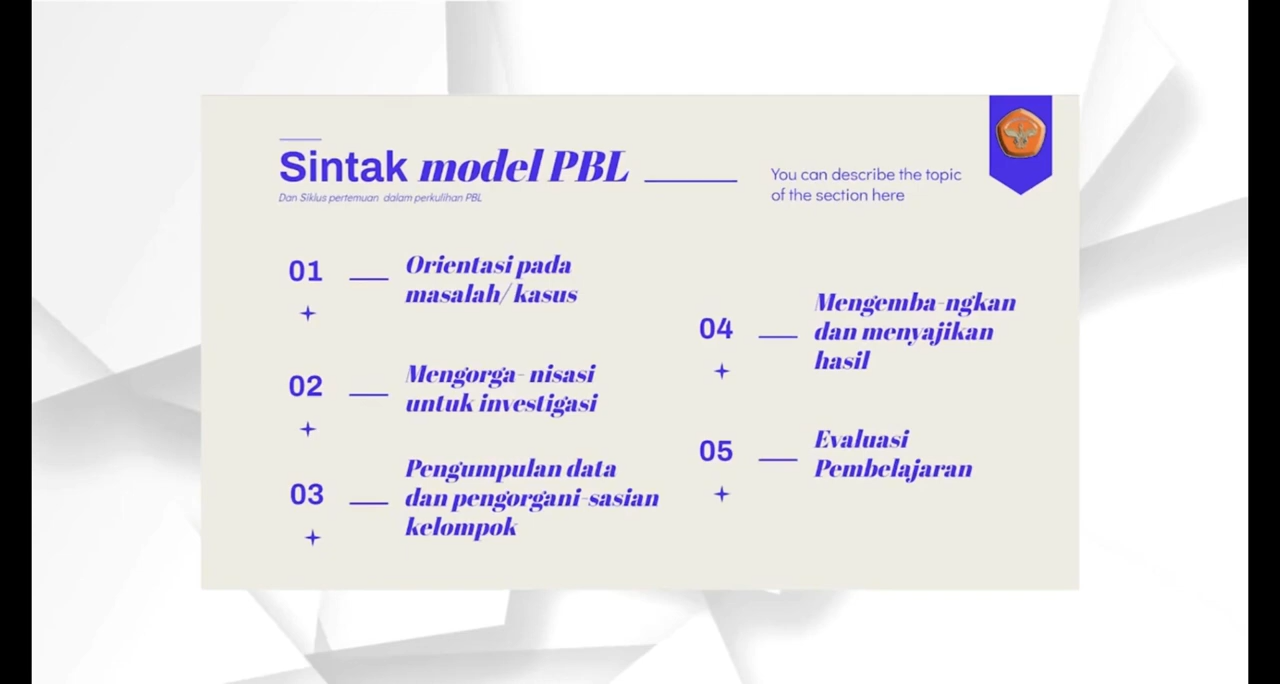 Sintak model PBL
Dan Siklus pertemuan dalam perkulihan PBL
You can describe the topic
of the section here
01
Orientasi pada
masalah/ kasus
02
Mengorga- nisasi
untuk investigasi
03
Pengumpulan data
dan pengorgani-sasian
kelompok
04
Mengemba-ngkan
dan menyajikan
hasil
05
Evaluasi
Pembelajaran